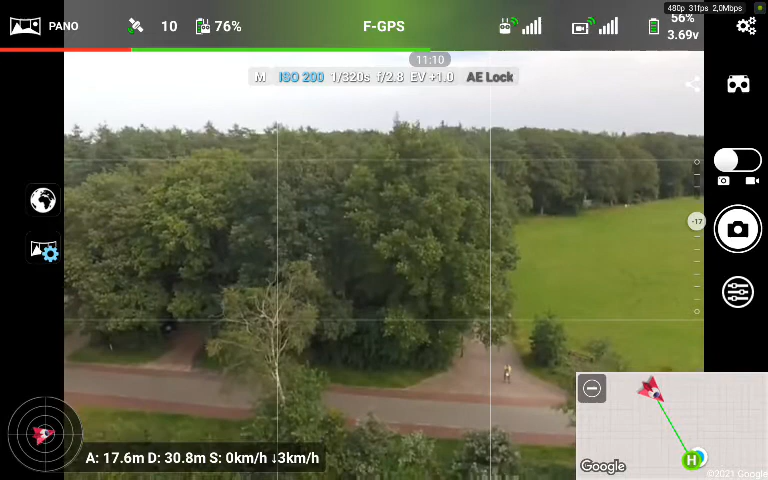 480p 31fps 2,0Mbps
PANO
10
76%
F-GPS
56%
3.69v
11:10
M ISO 200 1/320s f/2.8 EV +1.0 AE Lock
-17
A: 17.6m D: 30.8m S: 0km/h ↓3km/h
H
Google
©2021 Google